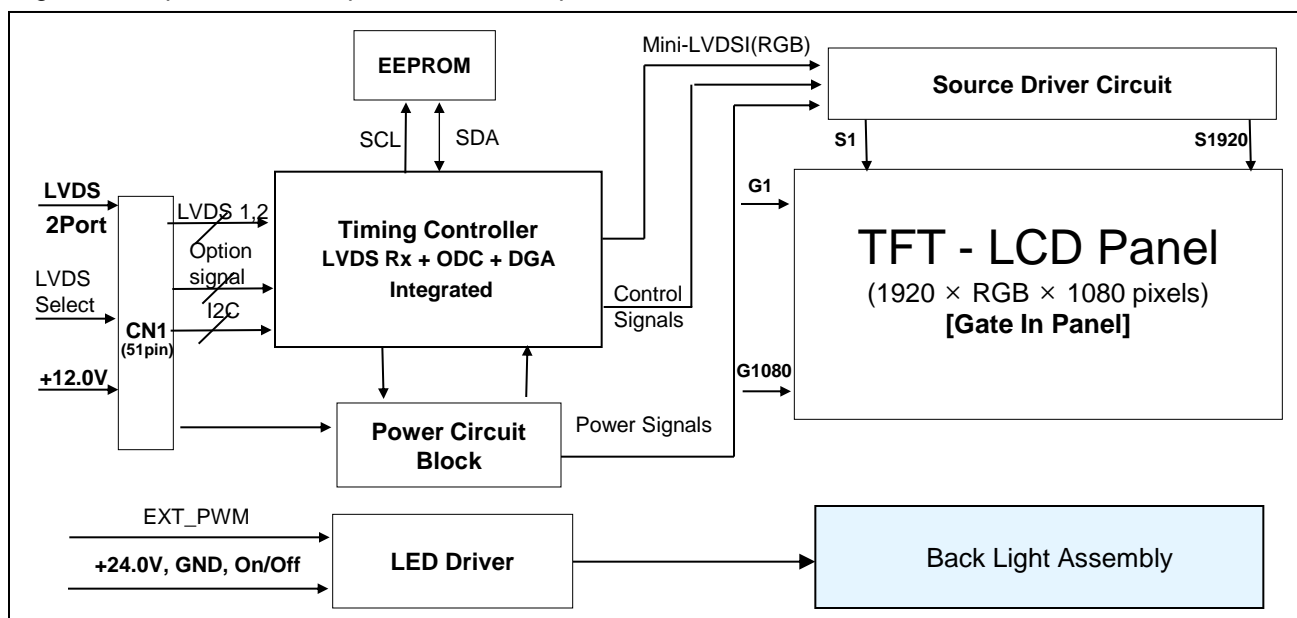 Mini-LVDSI(RGB)
EEPROM
Source Driver Circuit
SCL
SDA
S1
S1920
LVDS
2Port
LVDS 1,2
G1
Timing Controller
LVDS Rx + ODC + DGA
Integrated
TFT - LCD Panel
(1920 × RGB × 1080 pixels)
[Gate In Panel]
Option
signal
LVDS
Select
I2C
CN1
(51pin)
Control
Signals
+12.0V
G1080
Power Circuit
Block
Power Signals
EXT_PWM
+24.0V, GND, On/Off
LED Driver
Back Light Assembly